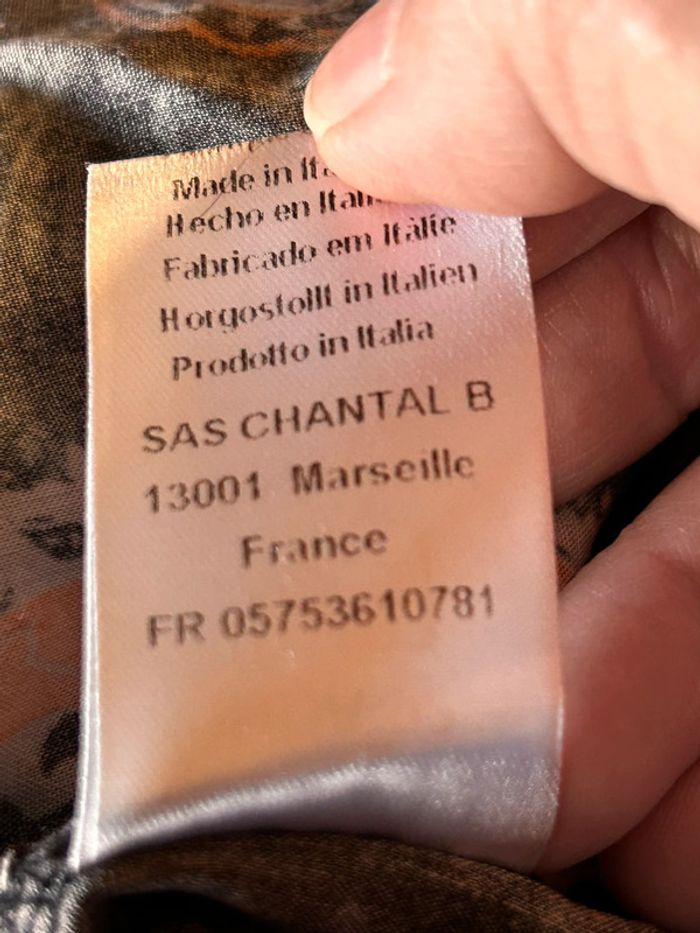 Made in
Hecho en
Fabricado em Itàlie
Horgostollt in Italien
Prodotto in Italia
SAS CHANTAL B
13001 Marseille
France
FR 05753610781